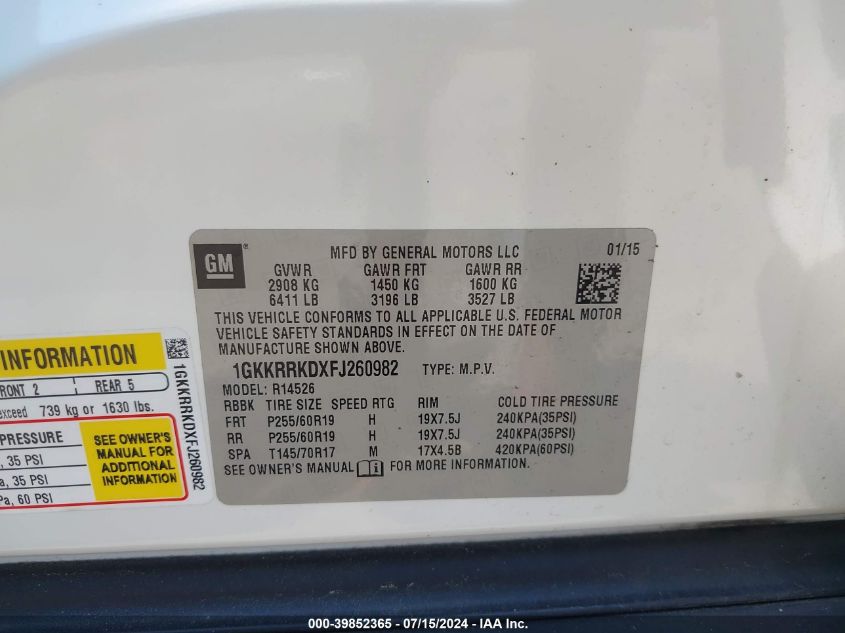 GM ®
MFD BY GENERAL MOTORS LLC 01/15
GVWR GAWR FRT GAWR RR
2908 KG 1450 KG 1600 KG
6411 LB 3196 LB 3527 LB
THIS VEHICLE CONFORMS TO ALL APPLICABLE U.S. FEDERAL MOTOR
VEHICLE SAFETY STANDARDS IN EFFECT ON THE DATE OF
MANUFACTURE SHOWN ABOVE.
1GKKRRKDXFJ260982 TYPE: M.P.V.
MODEL: R14526
RBBK TIRE SIZE SPEED RTG RIM COLD TIRE PRESSURE
FRT P255/60R19 H 19X7.5J 240KPA(35PSI)
RR P255/60R19 H 19X7.5J 240KPA(35PSI)
SPA T145/70R17 M 17X4.5B 420KPA(60PSI)
SEE OWNER'S MANUAL FOR MORE INFORMATION.
INFORMATION
FRONT 2 REAR 5
exceed 739 kg or 1630 lbs.
PRESSURE
, 35 PSI
a, 35 PSI
Pa, 60 PSI
SEE OWNER'S
MANUAL FOR
ADDITIONAL
INFORMATION
1GKKRRKDXFJ260982
000-39852365 / 07/15/2024 / © IAA, Inc.